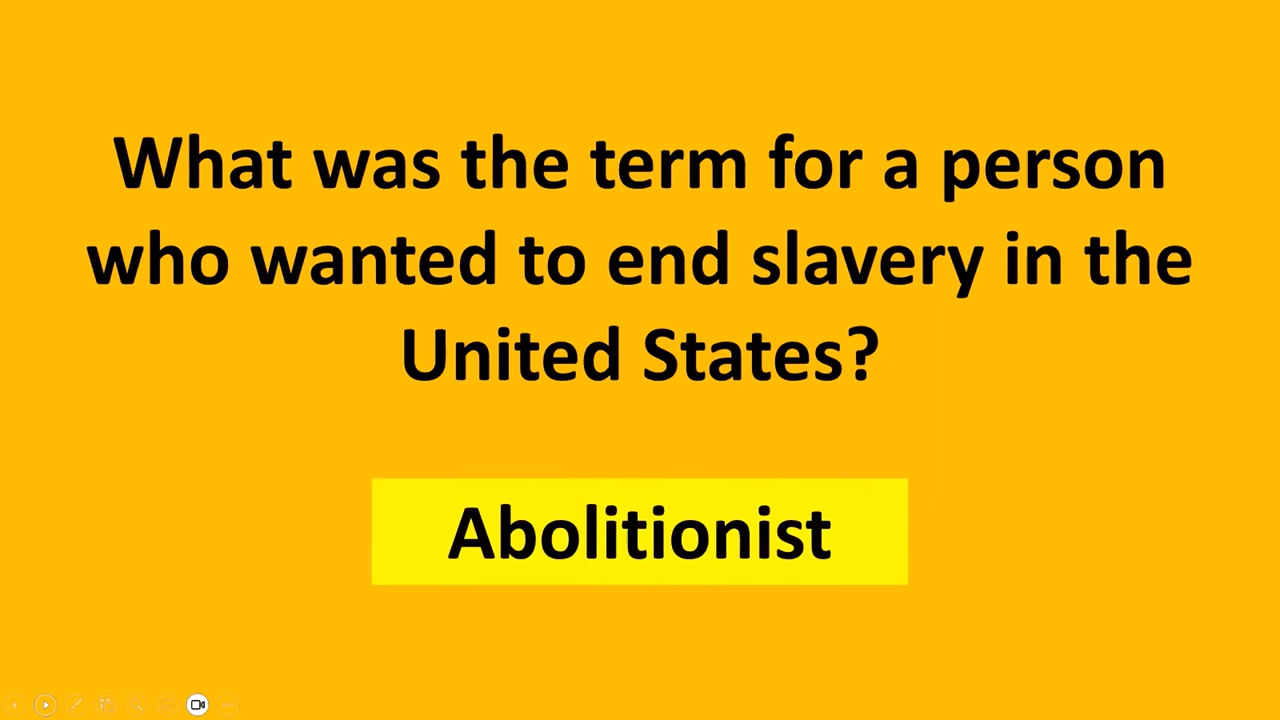 What was the term for a person
who wanted to end slavery in the
United States?
Abolitionist